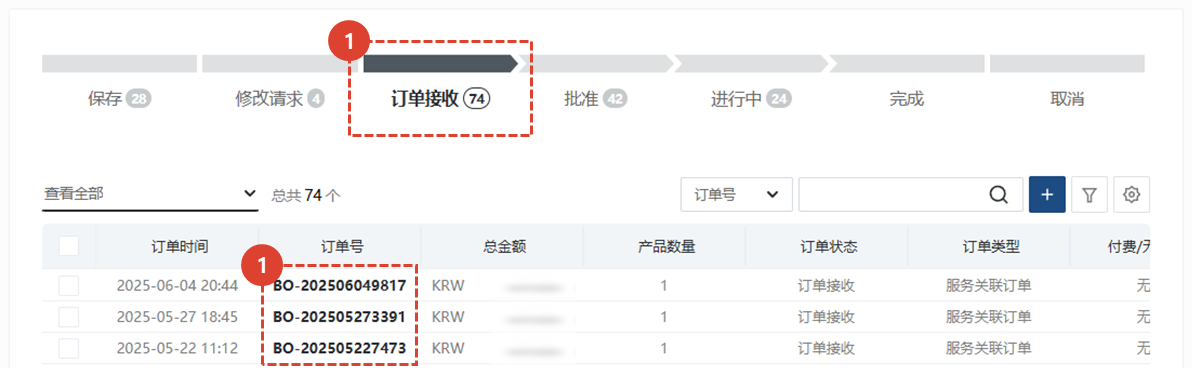 1
保存 28 修改请求 4 订单接收 74 批准 42 进行中 24 完成 取消
查看全部 总共 74 个 订单号
订单时间 订单号 总金额 产品数量 订单状态 订单类型 付费/无
1
2025-06-04 20:44 BO-202506049817 KRW 1 订单接收 服务关联订单 无
2025-05-27 18:45 BO-202505273391 KRW 1 订单接收 服务关联订单 无
2025-05-22 11:12 BO-202505227473 KRW 1 订单接收 服务关联订单 无